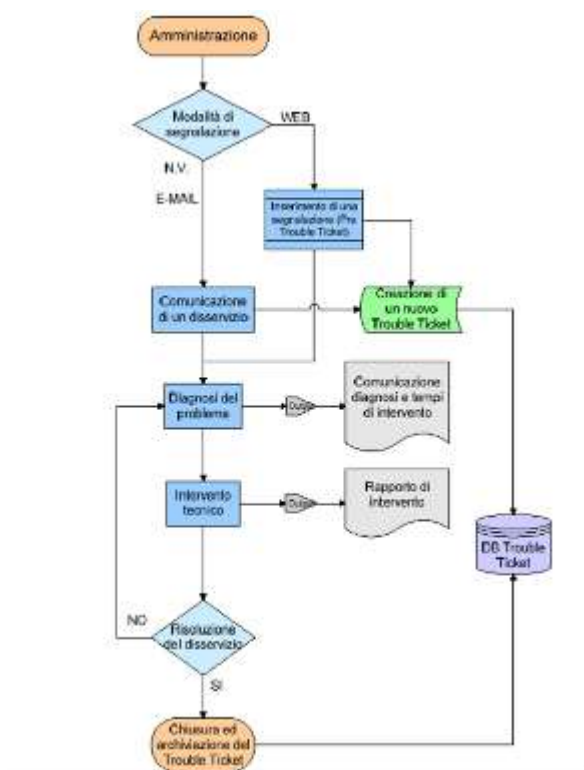 Amministrazione
Modalità di
segnalazione
WEB
N.V.
E-MAIL
Inserimento di una
segnalazione (Pre
Trouble Ticket)
Comunicazione
di un disservizio
Creazione di
un nuovo
Trouble Ticket
Diagnosi del
problema
Output
Comunicazione
diagnosi e tempi
di intervento
Intervento
tecnico
Output
Rapporto di
intervento
DB Trouble
Ticket
NO
Risoluzione
del disservizio
SI
Chiusura ed
archiviazione del
Trouble Ticket